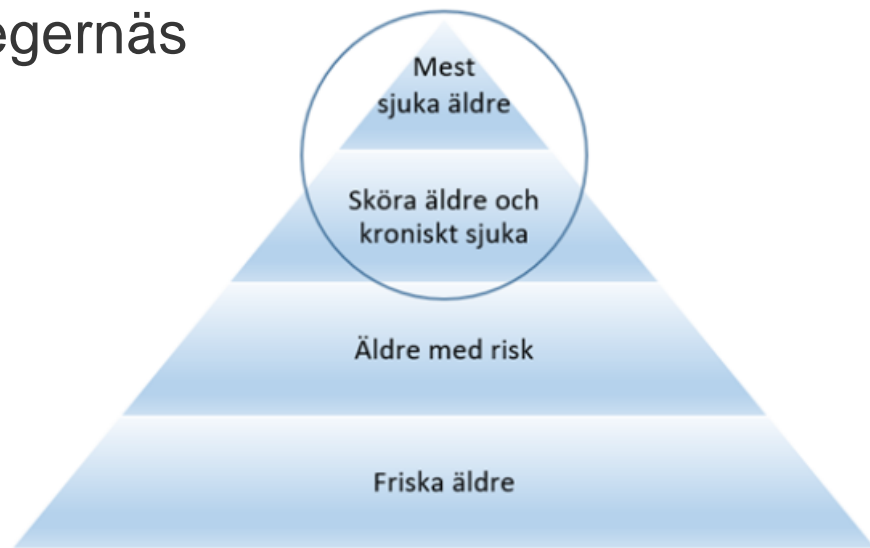 egernäs
Mest
sjuka äldre
Sköra äldre och
kroniskt sjuka
Äldre med risk
Friska äldre